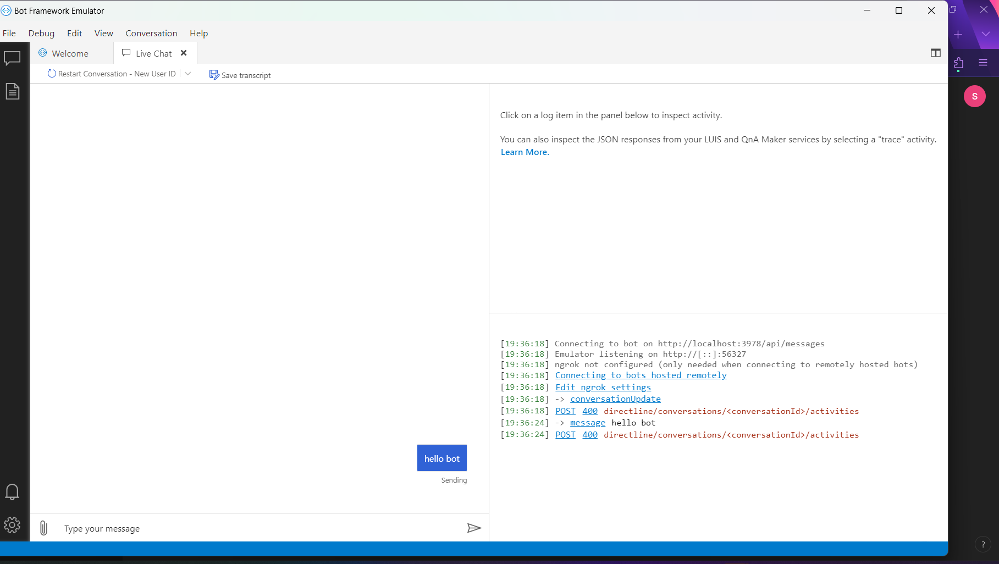 Bot Framework Emulator
File Debug Edit View Conversation Help
Welcome Live Chat
Restart Conversation - New User ID Save transcript
Click on a log item in the panel below to inspect activity.
You can also inspect the JSON responses from your LUIS and QnA Maker services by selecting a "trace" activity.
Learn More.
[19:36:18] Connecting to bot on http://localhost:3978/api/messages
[19:36:18] Emulator listening on http://[::]:56327
[19:36:18] ngrok not configured (only needed when connecting to remotely hosted bots)
[19:36:18] Connecting to bots hosted remotely
[19:36:18] Edit ngrok settings
[19:36:18] -> conversationUpdate
[19:36:18] POST 400 directline/conversations/<conversationId>/activities
[19:36:24] -> message hello bot
[19:36:24] POST 400 directline/conversations/<conversationId>/activities
hello bot
Sending
Type your message
S
?